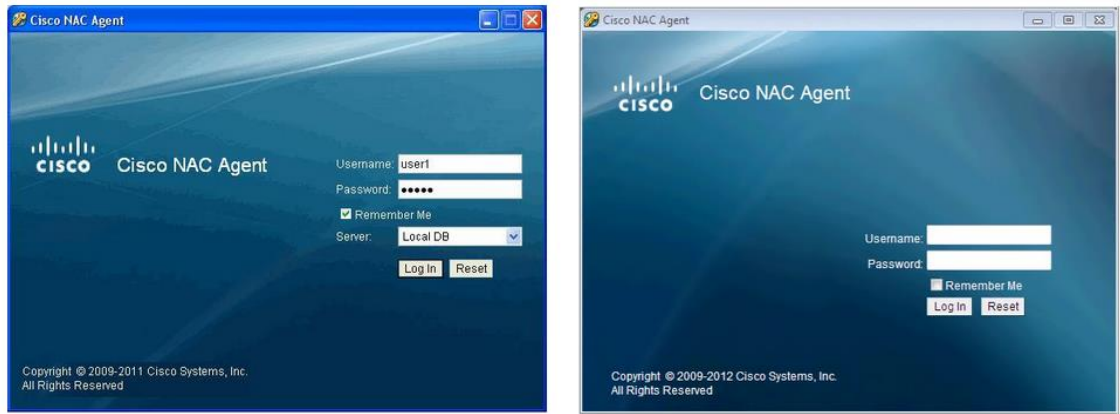 Cisco NAC Agent
CISCO
Cisco NAC Agent
Username: user1
Password: •••••
Remember Me
Server: Local DB
Log In Reset
Copyright © 2009-2011 Cisco Systems, Inc.
All Rights Reserved
Cisco NAC Agent
CISCO
Cisco NAC Agent
Username:
Password:
Remember Me
Log In Reset
Copyright © 2009-2012 Cisco Systems, Inc.
All Rights Reserved